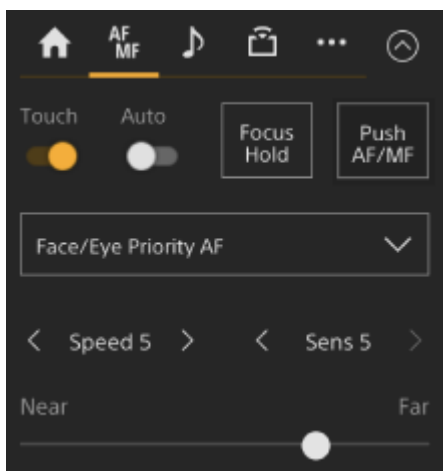 AF
MF
Touch Auto
Focus
Hold
Push
AF/MF
Face/Eye Priority AF
Speed 5
Sens 5
Near
Far